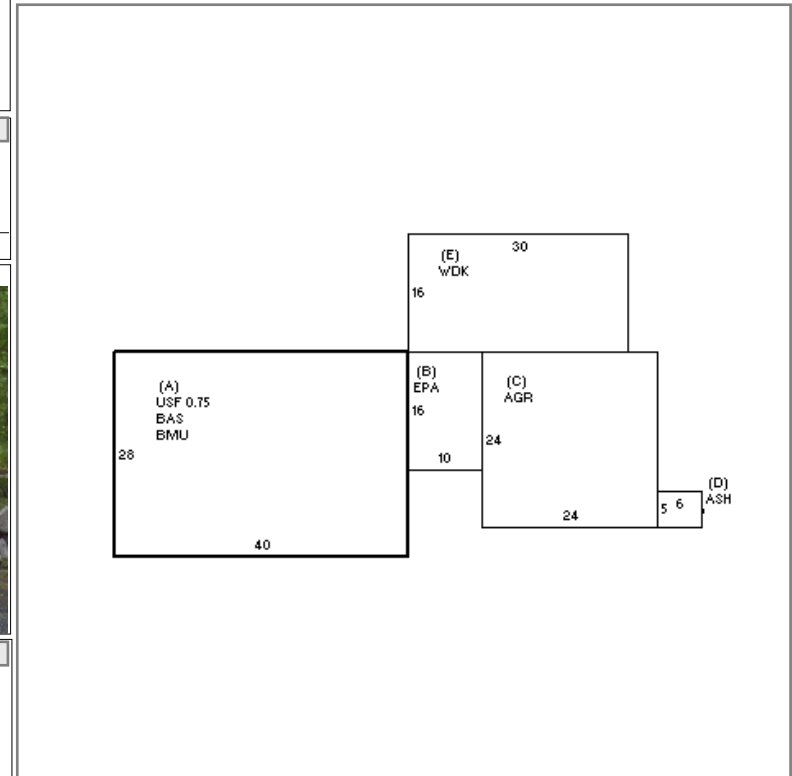 30
(E)
WDK
16
(A)
USF 0.75
BAS
BMU
28
40
(B)
EPA
16
10
(C)
AGR
24
24
(D)
ASH
5 6